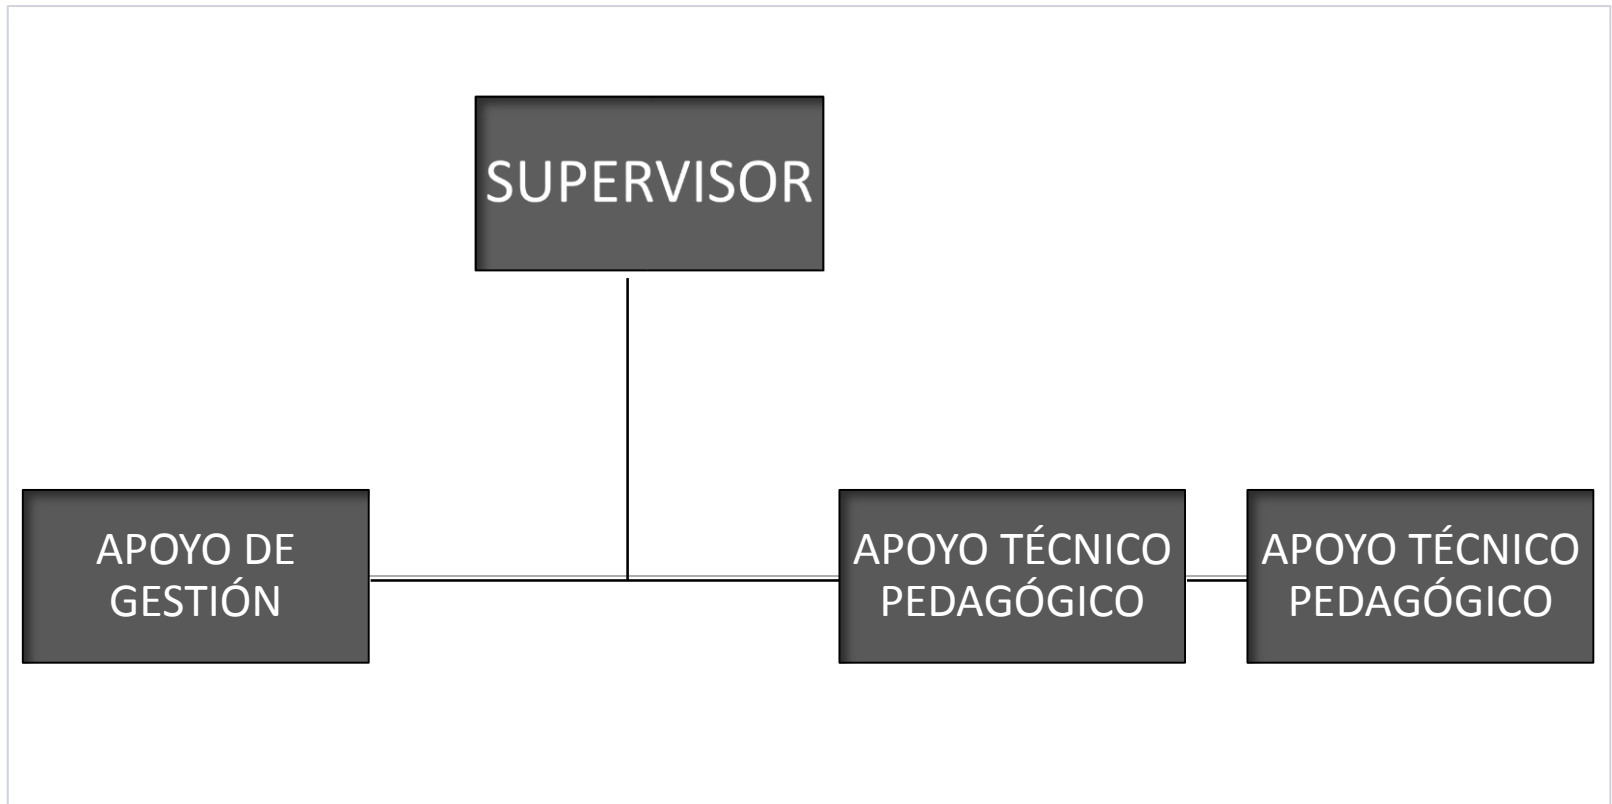 SUPERVISOR
APOYO DE
GESTIÓN
APOYO TÉCNICO
PEDAGÓGICO
APOYO TÉCNICO
PEDAGÓGICO